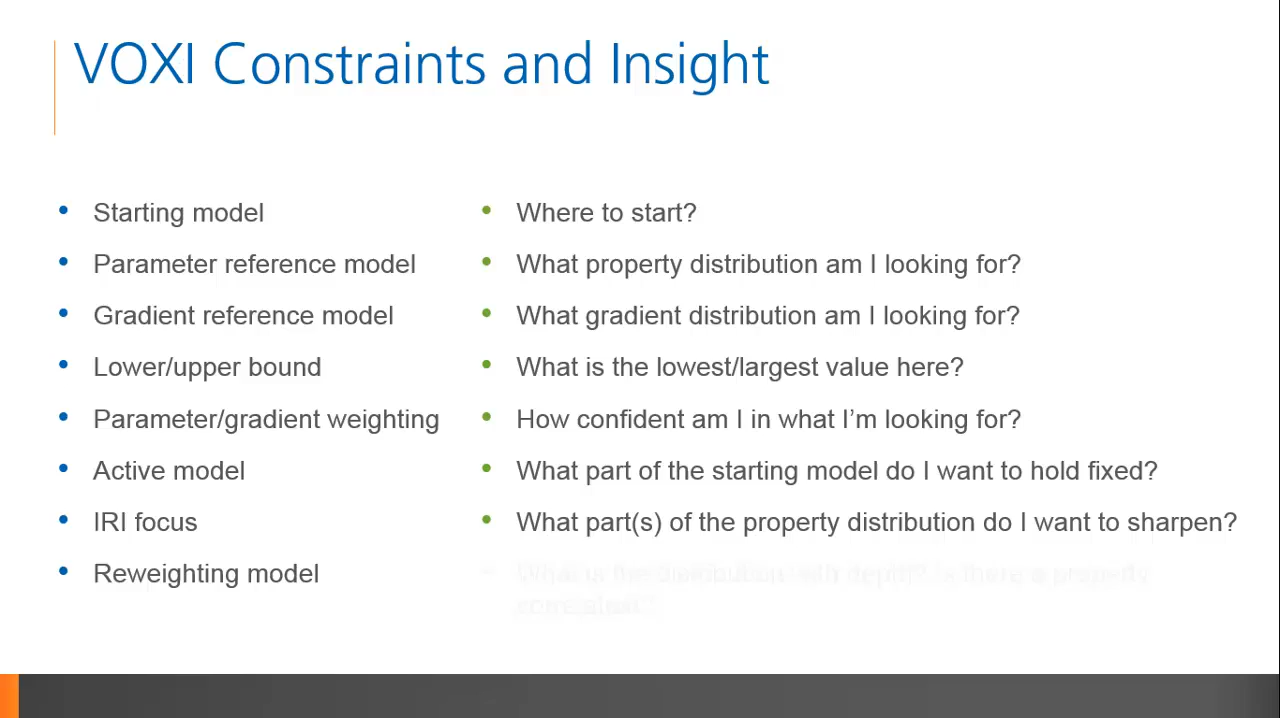 VOXI Constraints and Insight
• Starting model
• Parameter reference model
• Gradient reference model
• Lower/upper bound
• Parameter/gradient weighting
• Active model
• IRI focus
• Reweighting model
• Where to start?
• What property distribution am I looking for?
• What gradient distribution am I looking for?
• What is the lowest/largest value here?
• How confident am I in what I’m looking for?
• What part of the starting model do I want to hold fixed?
• What part(s) of the property distribution do I want to sharpen?
What is the distribution with depth? Is there a property